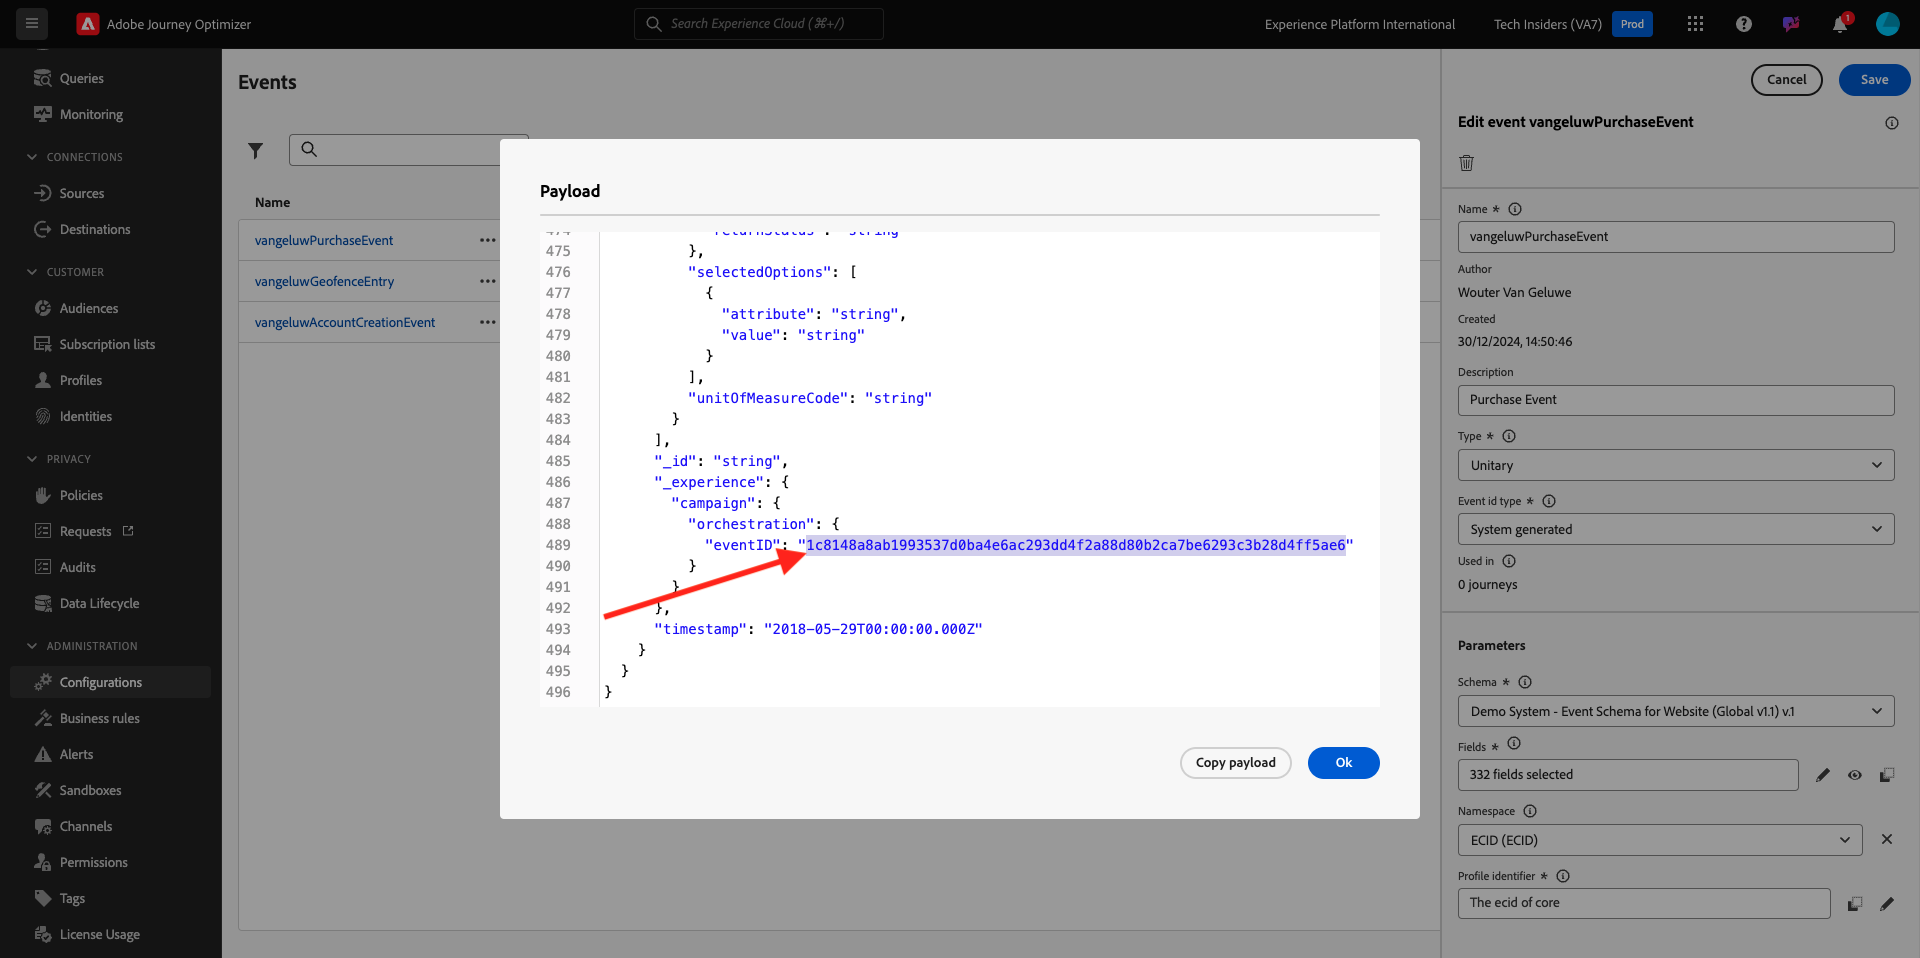 Adobe Journey Optimizer
Search Experience Cloud (⌘+/)
Experience Platform International
Tech Insiders (VA7)
Prod
1
Queries
Monitoring
CONNECTIONS
Sources
Destinations
CUSTOMER
Audiences
Subscription lists
Profiles
Identities
PRIVACY
Policies
Requests
Audits
Data Lifecycle
ADMINISTRATION
Configurations
Business rules
Alerts
Sandboxes
Channels
Permissions
Tags
License Usage
Events
Name
vangeluwPurchaseEvent
vangeluwGeofenceEntry
vangeluwAccountCreationEvent
Payload
474 "returnStatus": "string"
475 },
476 "selectedOptions": [
477 {
478 "attribute": "string",
479 "value": "string"
480 }
481 ],
482 "unitOfMeasureCode": "string"
483 }
484 ],
485 "_id": "string",
486 "_experience": {
487 "campaign": {
488 "orchestration": {
489 "eventID": "1c8148a8ab1993537d0ba4e6ac293dd4f2a88d80b2ca7be6293c3b28d4ff5ae6"
490 }
491 }
492 },
493 "timestamp": "2018-05-29T00:00:00.000Z"
494 }
495 }
496 }
Copy payload
Ok
Cancel
Save
Edit event vangeluwPurchaseEvent
Name *
vangeluwPurchaseEvent
Author
Wouter Van Geluwe
Created
30/12/2024, 14:50:46
Description
Purchase Event
Type *
Unitary
Event id type *
System generated
Used in
0 journeys
Parameters
Schema *
Demo System - Event Schema for Website (Global v1.1) v.1
Fields *
332 fields selected
Namespace
ECID (ECID)
Profile identifier *
The ecid of core